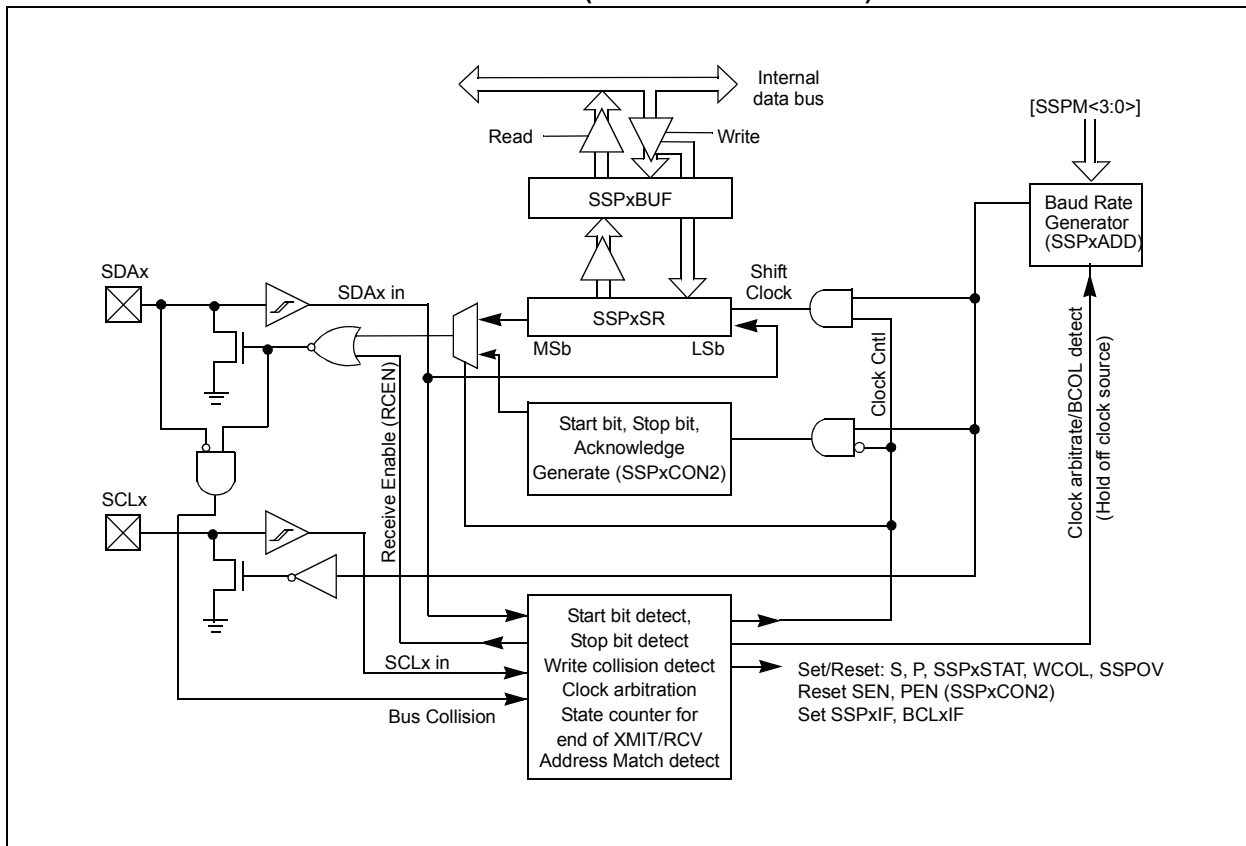 Internal
data bus
[SSPM<3:0>]
Read
Write
SSPxBUF
Baud Rate
Generator
(SSPxADD)
SDAx
SDAx in
Shift
Clock
SSPxSR
MSb
LSb
Clock Cntl
Receive Enable (RCEN)
Start bit, Stop bit,
Acknowledge
Generate (SSPxCON2)
Clock arbitrate/BCOL detect
(Hold off clock source)
SCLx
SCLx in
Bus Collision
Start bit detect,
Stop bit detect
Write collision detect
Clock arbitration
State counter for
end of XMIT/RCV
Address Match detect
Set/Reset: S, P, SSPxSTAT, WCOL, SSPOV
Reset SEN, PEN (SSPxCON2)
Set SSPxIF, BCLxIF